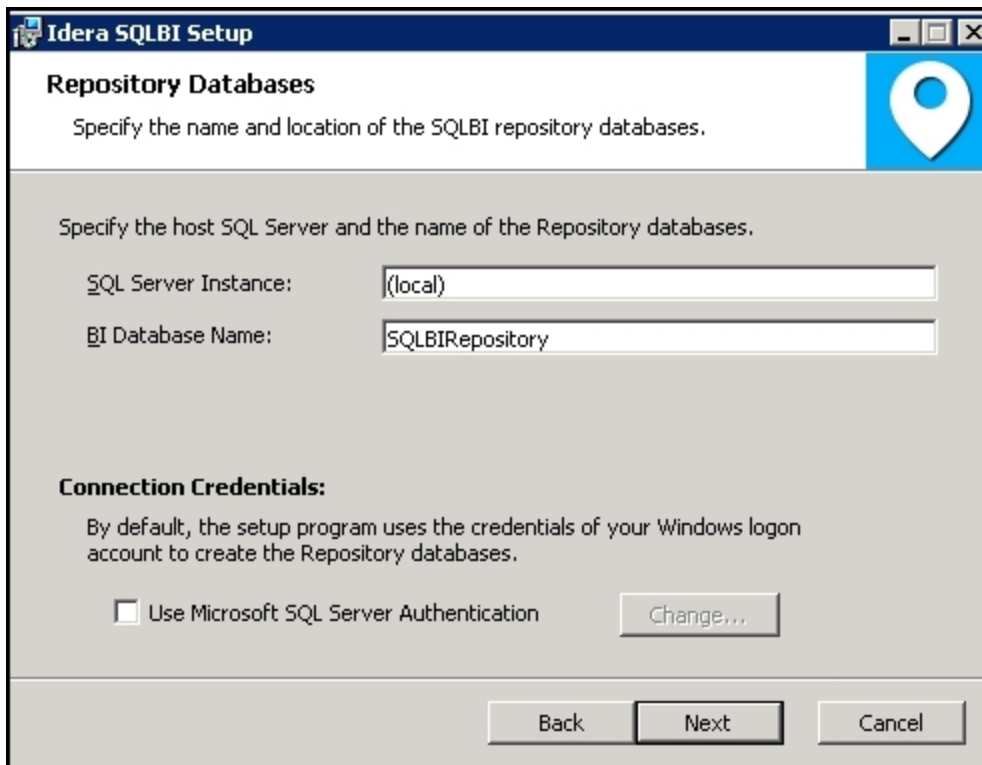 Idera SQLBI Setup
Repository Databases
Specify the name and location of the SQLBI repository databases.
Specify the host SQL Server and the name of the Repository databases.
SQL Server Instance:
(local)
BI Database Name:
SQLBIRepository
Connection Credentials:
By default, the setup program uses the credentials of your Windows logon
account to create the Repository databases.
Use Microsoft SQL Server Authentication
Change...
Back
Next
Cancel